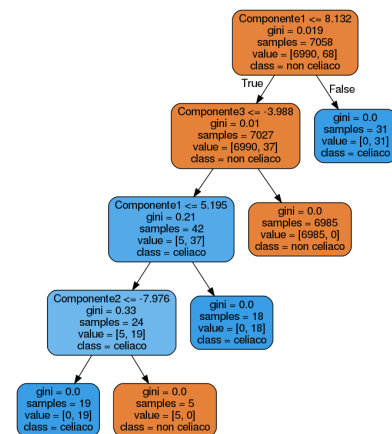 Componente1 <= 8.132
gini = 0.019
samples = 7058
value = [6990, 68]
class = non celiaco
True
False
Componente3 <= -3.988
gini = 0.01
samples = 7027
value = [6990, 37]
class = non celiaco
gini = 0.0
samples = 31
value = [0, 31]
class = celiaco
Componente1 <= 5.195
gini = 0.21
samples = 42
value = [5, 37]
class = celiaco
gini = 0.0
samples = 6985
value = [6985, 0]
class = non celiaco
Componente2 <= -7.976
gini = 0.33
samples = 24
value = [5, 19]
class = celiaco
gini = 0.0
samples = 18
value = [0, 18]
class = celiaco
gini = 0.0
samples = 19
value = [0, 19]
class = celiaco
gini = 0.0
samples = 5
value = [5, 0]
class = non celiaco